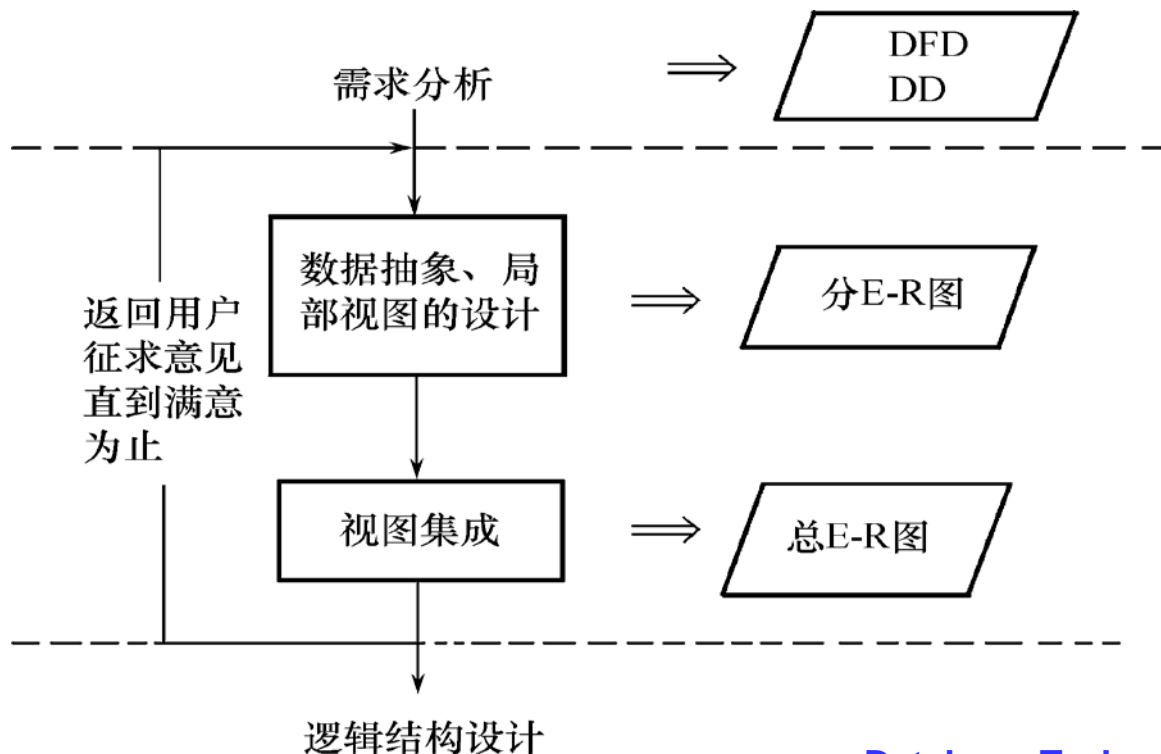 需求分析
DFD
DD
数据抽象、局
部视图的设计
分E-R图
返回用户
征求意见
直到满意
为止
视图集成
总E-R图
逻辑结构设计